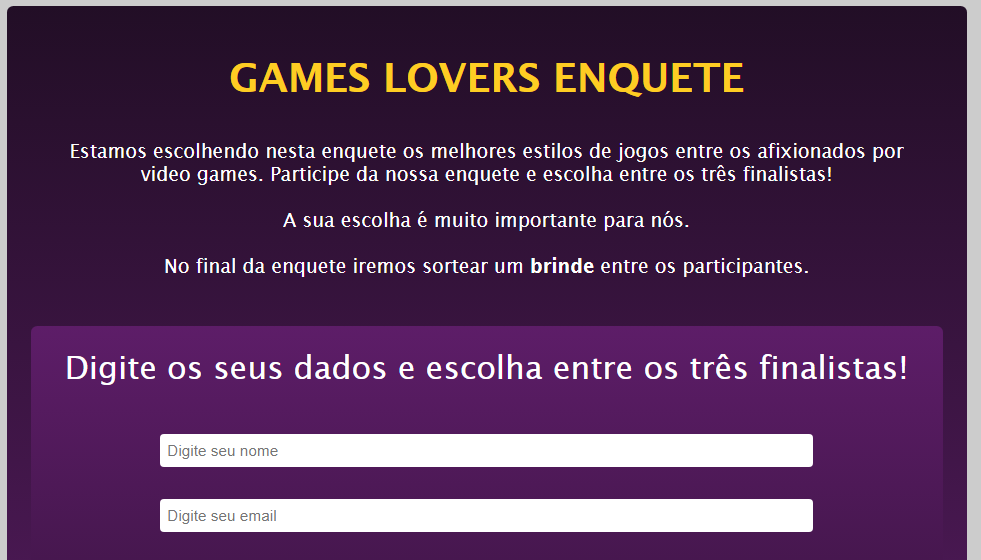 GAMES LOVERS ENQUETE
Estamos escolhendo nesta enquete os melhores estilos de jogos entre os afixionados por
video games. Participe da nossa enquete e escolha entre os três finalistas!
A sua escolha é muito importante para nós.
No final da enquete iremos sortear um brinde entre os participantes.
Digite os seus dados e escolha entre os três finalistas!
Digite seu nome
Digite seu email